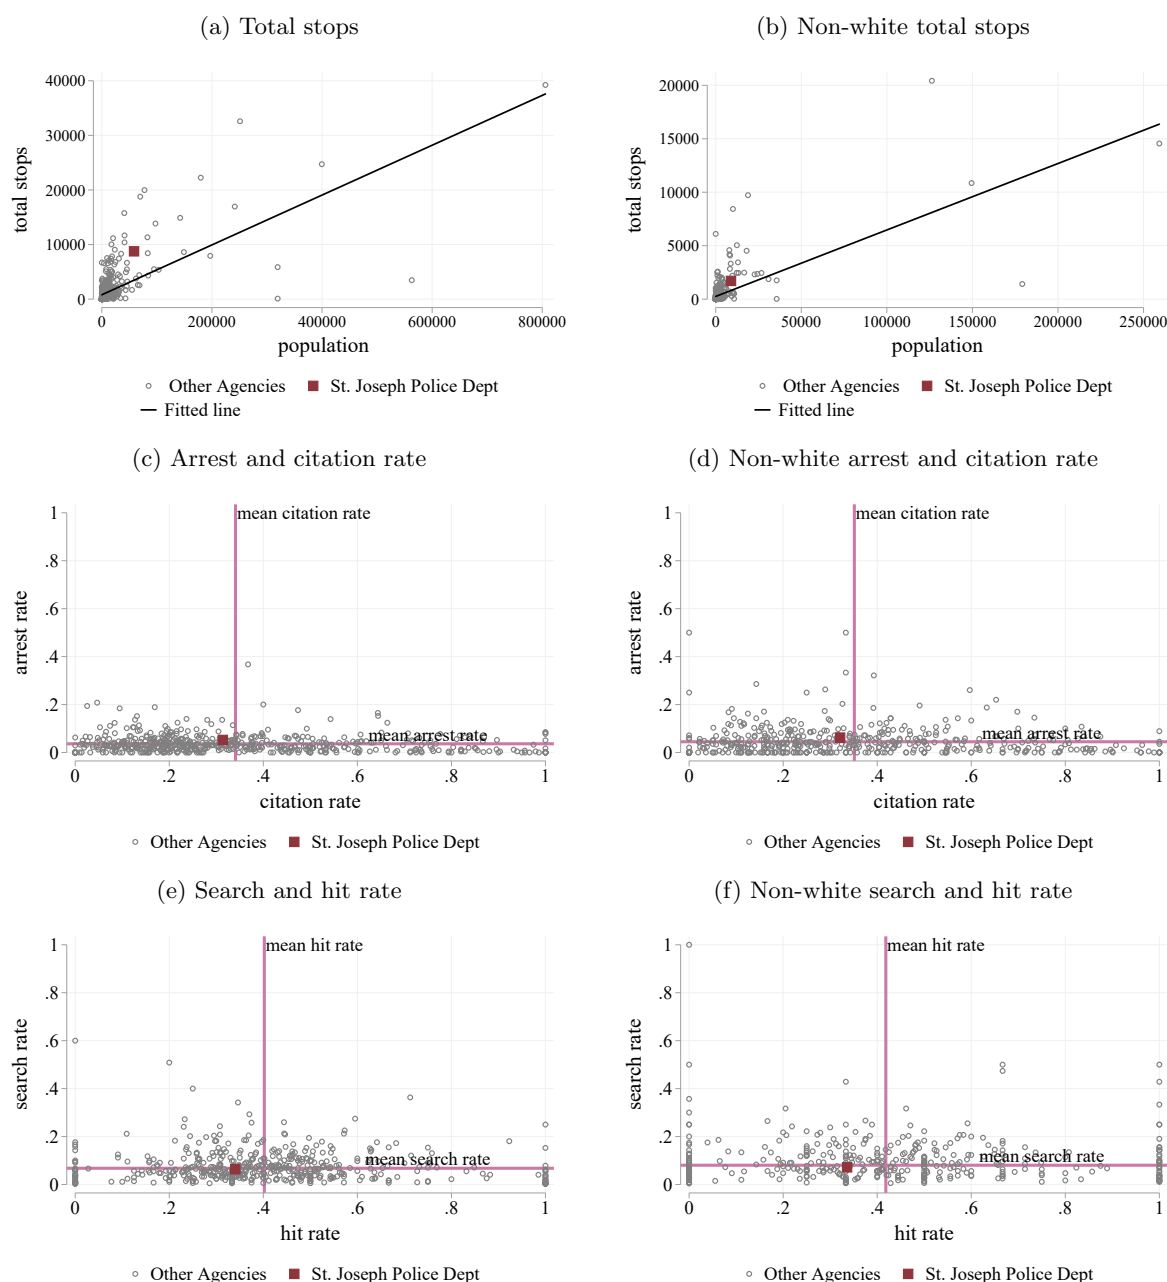 (a) Total stops
(b) Non-white total stops
total stops
40000
30000
20000
10000
0
0 200000 400000 600000 800000
population
Other Agencies St. Joseph Police Dept
Fitted line
total stops
20000
15000
10000
5000
0
0 50000 100000 150000 200000 250000
population
Other Agencies St. Joseph Police Dept
Fitted line
(c) Arrest and citation rate
(d) Non-white arrest and citation rate
arrest rate
1
.8
.6
.4
.2
0
mean citation rate
mean arrest rate
0 .2 .4 .6 .8 1
citation rate
Other Agencies St. Joseph Police Dept
arrest rate
1
.8
.6
.4
.2
0
mean citation rate
mean arrest rate
0 .2 .4 .6 .8 1
citation rate
Other Agencies St. Joseph Police Dept
(e) Search and hit rate
(f) Non-white search and hit rate
search rate
1
.8
.6
.4
.2
0
mean hit rate
mean search rate
0 .2 .4 .6 .8 1
hit rate
Other Agencies St. Joseph Police Dept
search rate
1
.8
.6
.4
.2
0
mean hit rate
mean search rate
0 .2 .4 .6 .8 1
hit rate
Other Agencies St. Joseph Police Dept